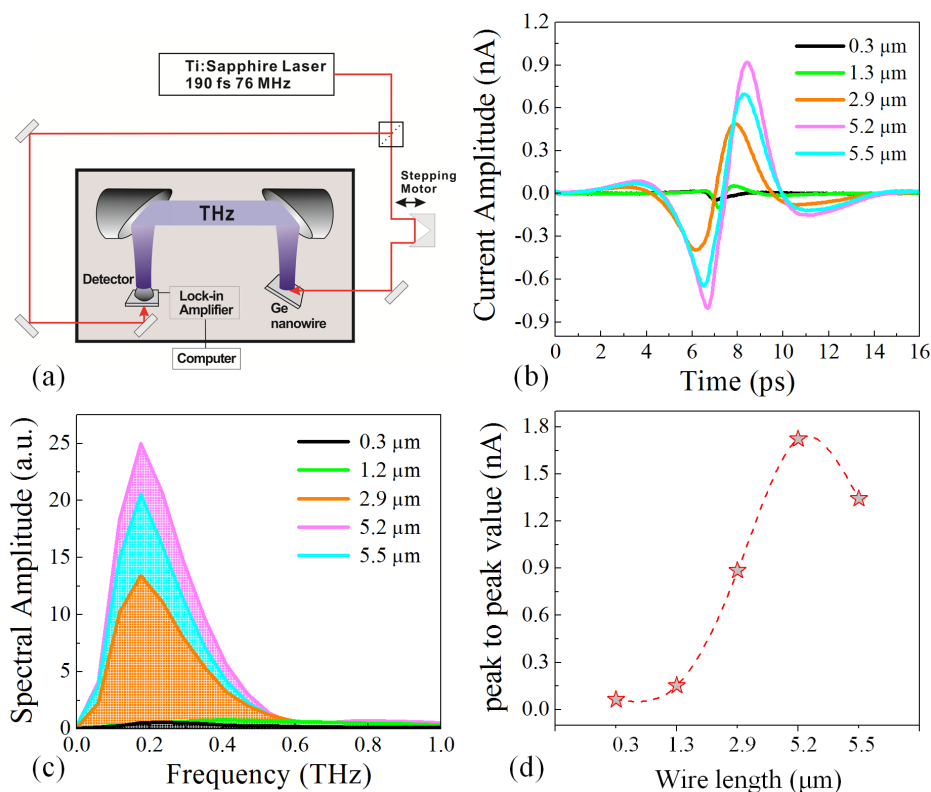 Ti:Sapphire Laser
190 fs 76 MHz
Stepping
Motor
THz
Detector
Lock-in
Amplifier
Ge
nanowire
Computer
(a)
Current Amplitude (nA)
1.2
0.9
0.6
0.3
0.0
-0.3
-0.6
-0.9
0.3 µm
1.3 µm
2.9 µm
5.2 µm
5.5 µm
0 2 4 6 8 10 12 14 16
Time (ps)
(b)
Spectral Amplitude (a.u.)
25
20
15
10
5
0
0.3 µm
1.2 µm
2.9 µm
5.2 µm
5.5 µm
0.0 0.2 0.4 0.6 0.8 1.0
Frequency (THz)
(c)
peak to peak value (nA)
1.8
1.5
1.2
0.9
0.6
0.3
0.0
0.3 1.3 2.9 5.2 5.5
Wire length (µm)
(d)